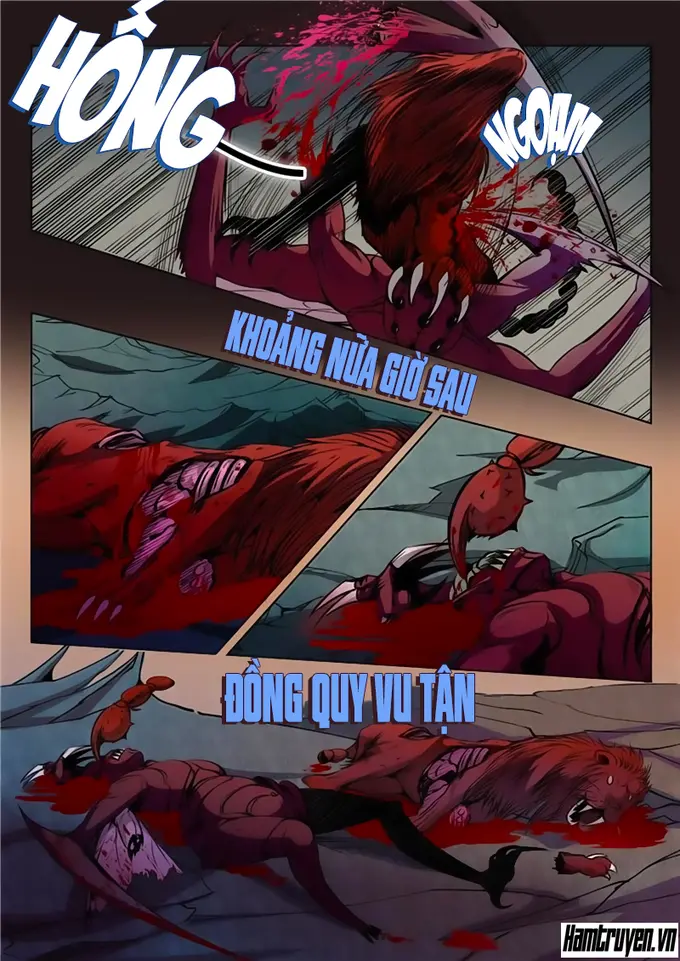 HỐNG
NGOẠM
KHOẢNG NỬA GIỜ SAU
ĐỒNG QUY VU TẬN
Hamtruyen.vn